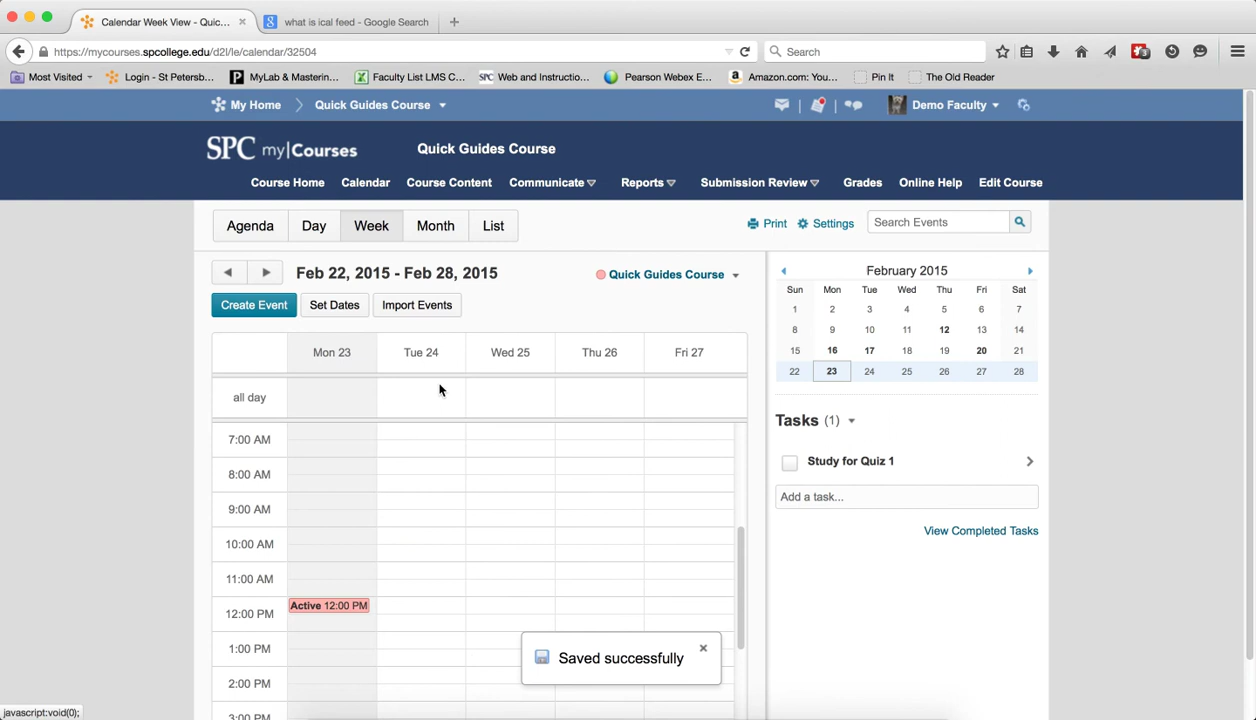 Calendar Week View - Quic...
what is ical feed - Google Search
https://mycourses.spcollege.edu/d2l/le/calendar/32504
Search
Most Visited
Login - St Petersb...
MyLab & Mastering...
Faculty List LMS C...
SPC Web and Instructio...
Pearson Webex E...
Amazon.com: You...
Pin It
The Old Reader
My Home
Quick Guides Course
Demo Faculty
SPC my|Courses
Quick Guides Course
Course Home
Calendar
Course Content
Communicate
Reports
Submission Review
Grades
Online Help
Edit Course
Agenda
Day
Week
Month
List
Print
Settings
Search Events
Feb 22, 2015 - Feb 28, 2015
Quick Guides Course
Create Event
Set Dates
Import Events
Mon 23
Tue 24
Wed 25
Thu 26
Fri 27
all day
7:00 AM
8:00 AM
9:00 AM
10:00 AM
11:00 AM
12:00 PM
1:00 PM
2:00 PM
3:00 PM
Active 12:00 PM
Saved successfully
February 2015
Sun Mon Tue Wed Thu Fri Sat
1 2 3 4 5 6 7
8 9 10 11 12 13 14
15 16 17 18 19 20 21
22 23 24 25 26 27 28
Tasks (1)
Study for Quiz 1
Add a task...
View Completed Tasks
javascript:void(0);